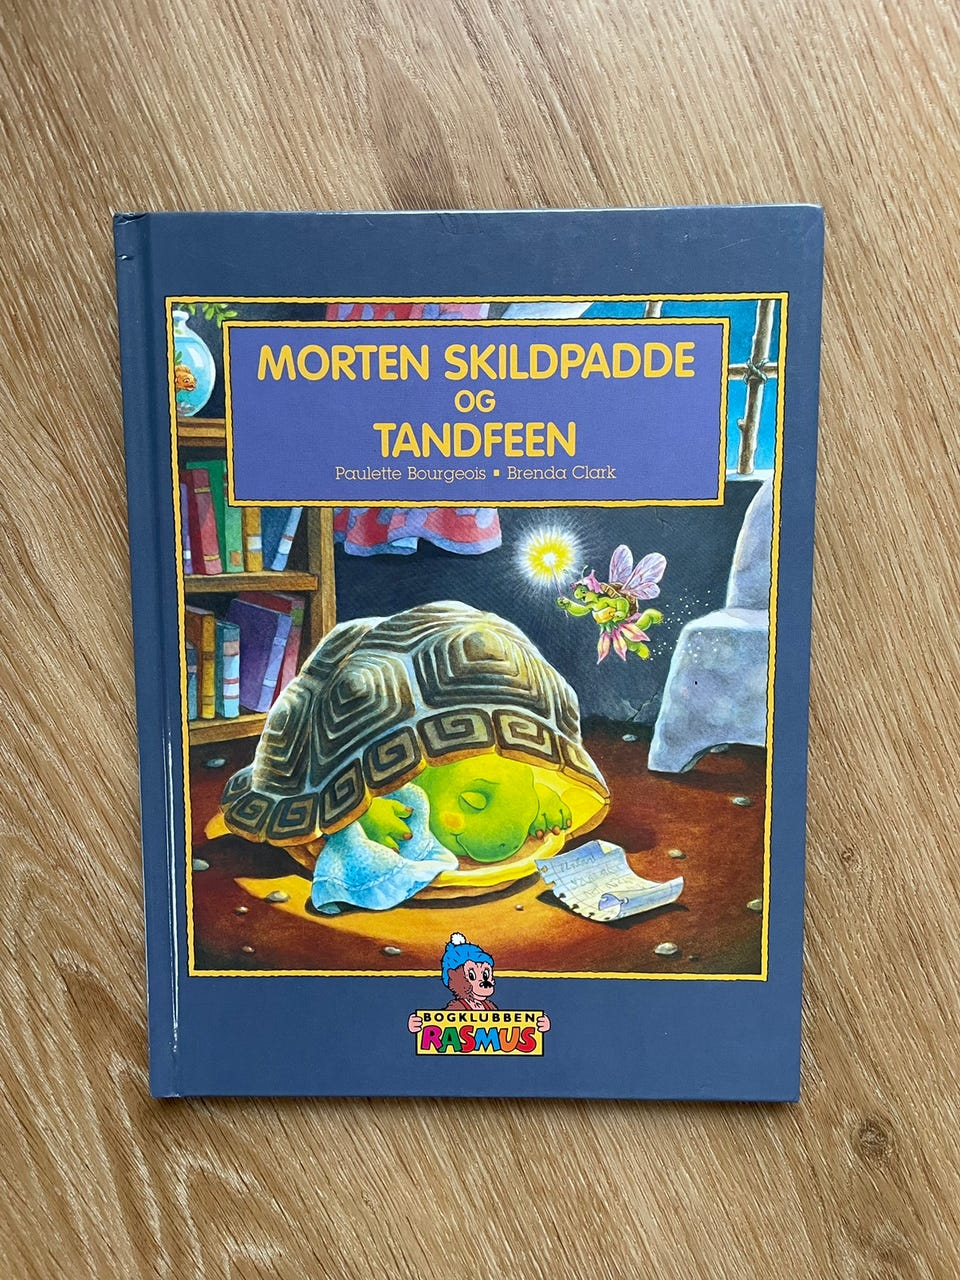 MORTEN SKILDPADDE
OG
TANDFEEN
Paulette Bourgeois ▪ Brenda Clark
BOGKLUBBEN
RASMUS